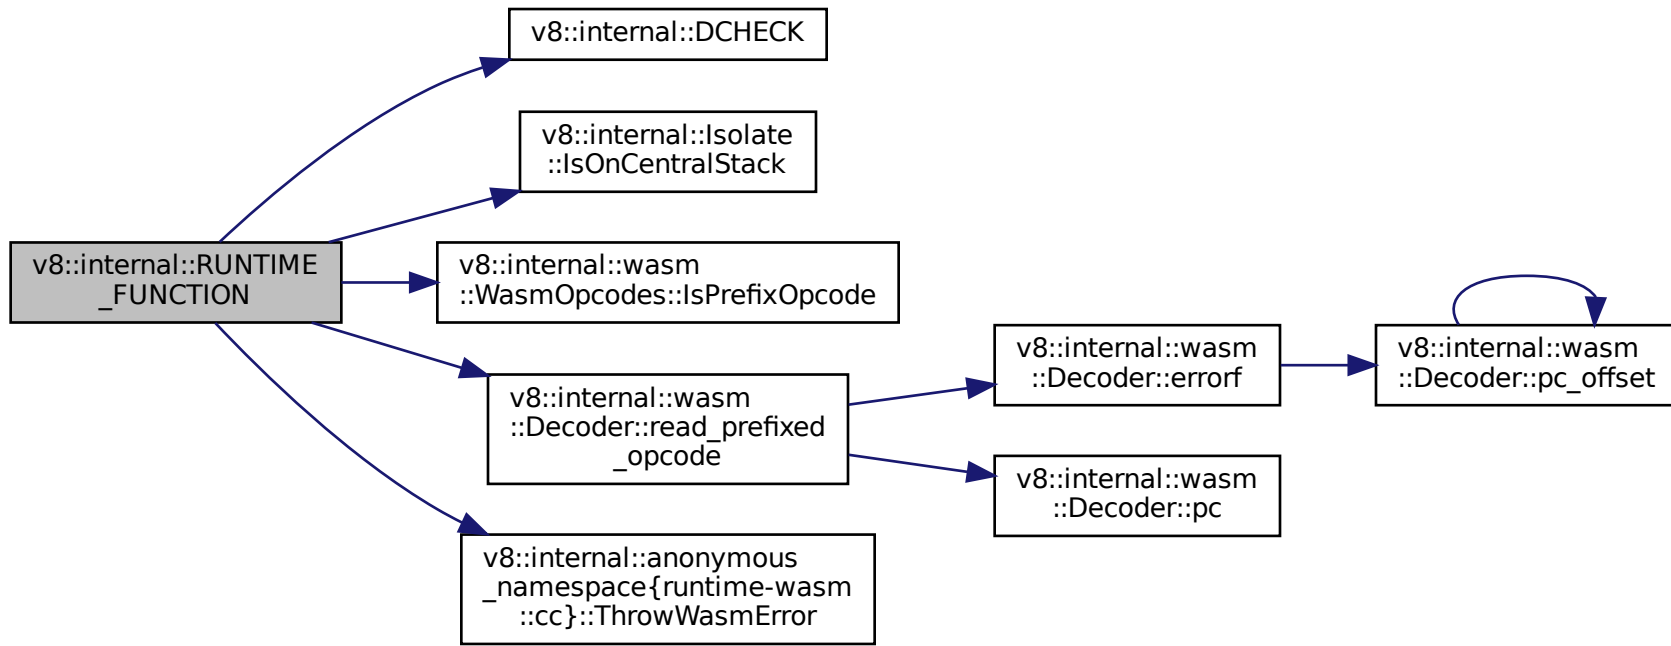 v8::internal::DCHECK
v8::internal::Isolate
::IsOnCentralStack
v8::internal::RUNTIME
_FUNCTION
v8::internal::wasm
::WasmOpcodes::IsPrefixOpcode
v8::internal::wasm
::Decoder::read_prefixed
_opcode
v8::internal::wasm
::Decoder::errorf
v8::internal::wasm
::Decoder::pc_offset
v8::internal::wasm
::Decoder::pc
v8::internal::anonymous
_namespace{runtime-wasm
::cc}::ThrowWasmError